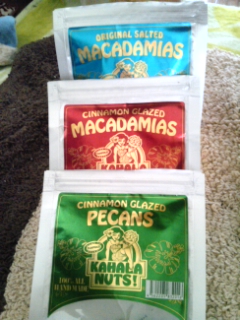 ORIGINAL SALTED
MACADAMIAS
CINNAMON GLAZED
MACADAMIAS
KAHALA
CINNAMON GLAZED
PECANS
100% ALL
HAND MADE
KAHALA
NUTS!